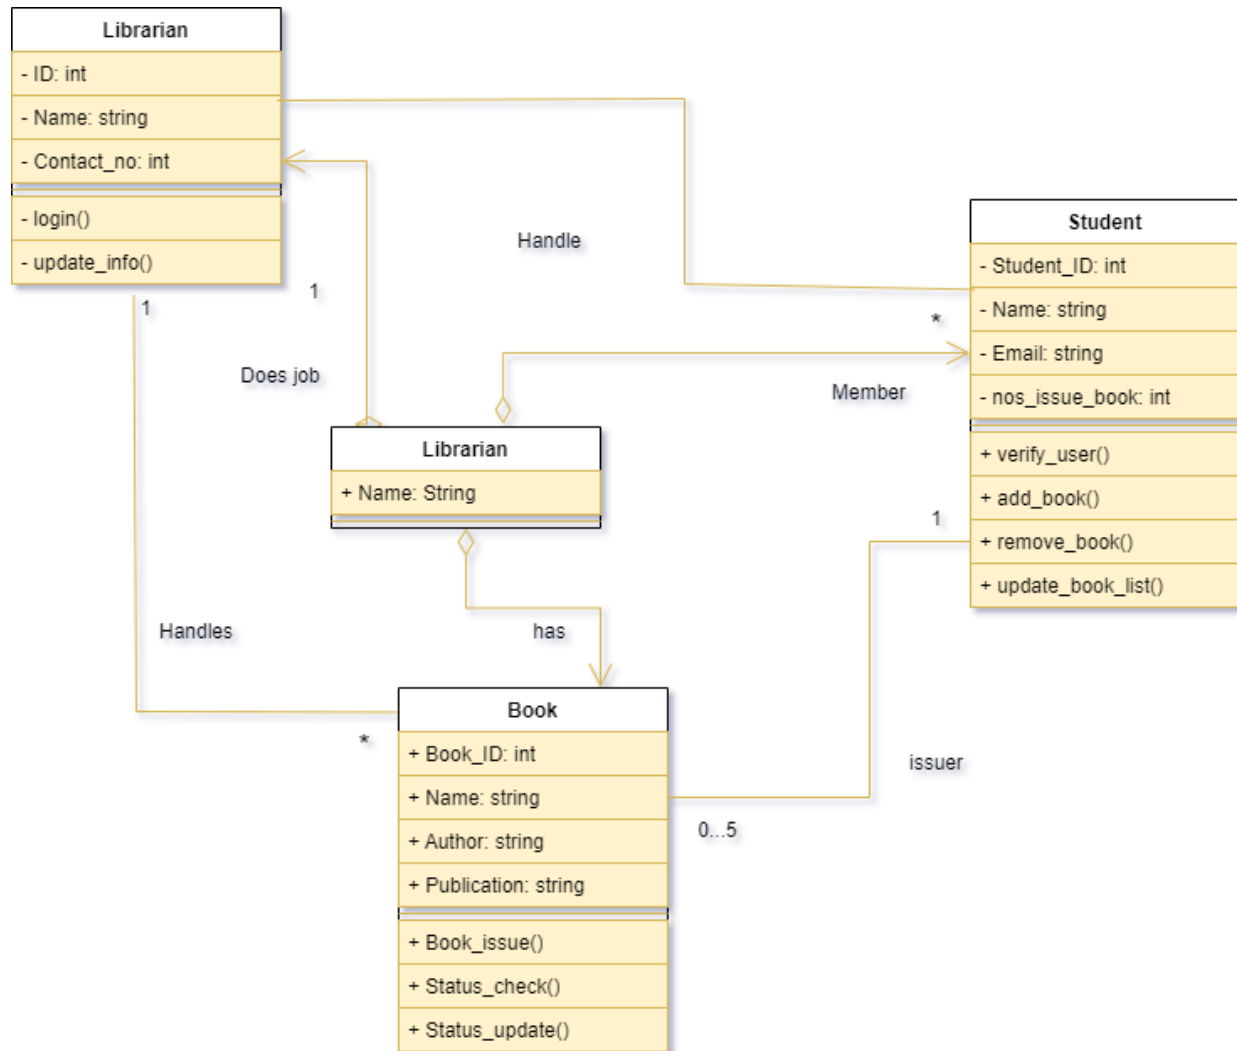 Librarian
- ID: int
- Name: string
- Contact_no: int
- login()
- update_info()
1
1
Handle
Does job
Student
- Student_ID: int
- Name: string
- Email: string
- nos_issue_book: int
+ verify_user()
+ add_book()
+ remove_book()
+ update_book_list()
*
Member
1
Librarian
+ Name: String
Handles
has
*
Book
+ Book_ID: int
+ Name: string
+ Author: string
+ Publication: string
+ Book_issue()
+ Status_check()
+ Status_update()
issuer
0...5